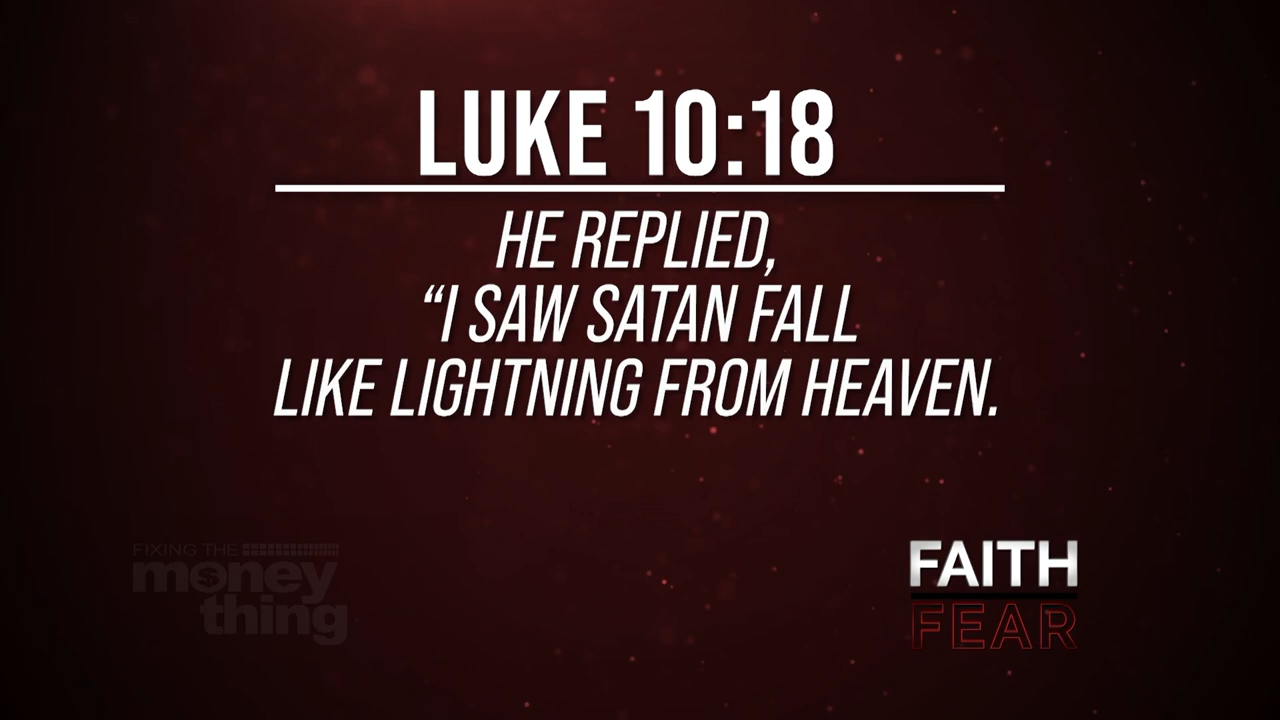 LUKE 10:18
HE REPLIED,
“I SAW SATAN FALL
LIKE LIGHTNING FROM HEAVEN.
FIXING THE
money
thing
FAITH
FEAR